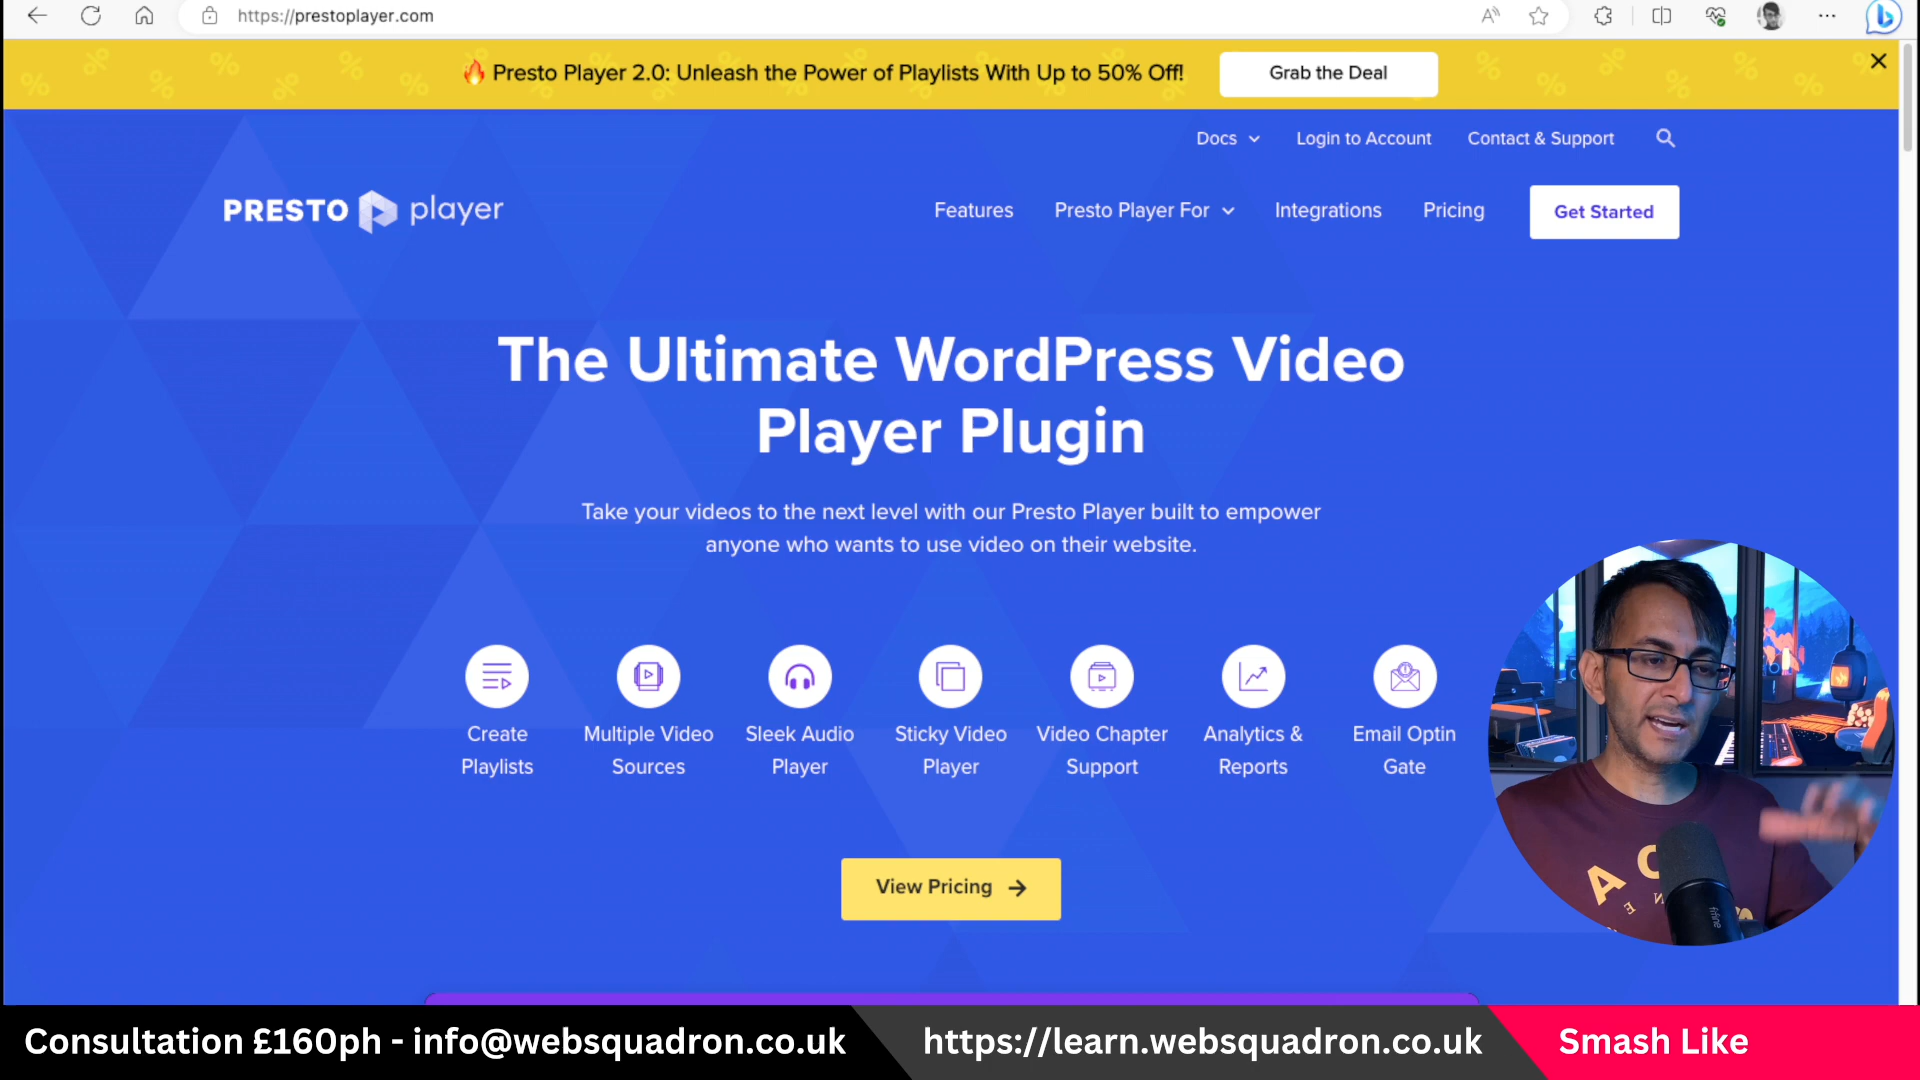 https://prestoplayer.com
🔥 Presto Player 2.0: Unleash the Power of Playlists With Up to 50% Off!
Grab the Deal
Docs
Login to Account
Contact & Support
PRESTO player
Features
Presto Player For
Integrations
Pricing
Get Started
The Ultimate WordPress Video
Player Plugin
Take your videos to the next level with our Presto Player built to empower
anyone who wants to use video on their website.
Create
Playlists
Multiple Video
Sources
Sleek Audio
Player
Sticky Video
Player
Video Chapter
Support
Analytics &
Reports
Email Optin
Gate
View Pricing →
fifine
Consultation £160ph - info@websquadron.co.uk
https://learn.websquadron.co.uk
Smash Like